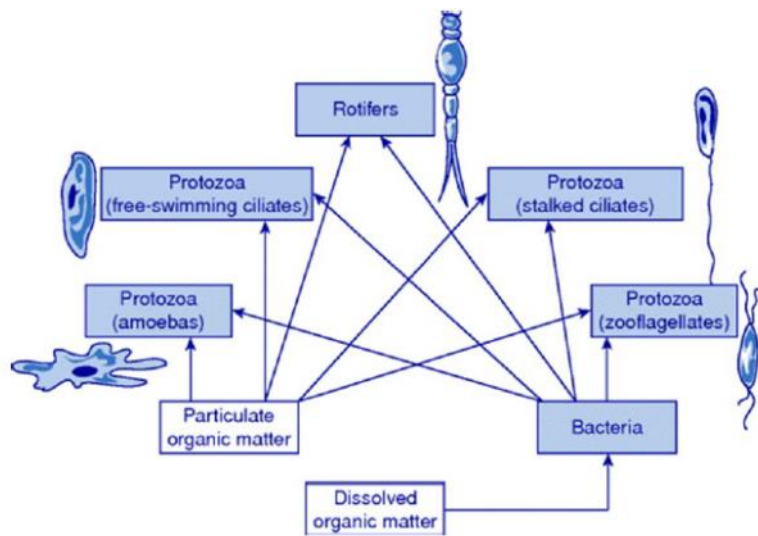 Rotifers
Protozoa
(free-swimming ciliates)
Protozoa
(stalked ciliates)
Protozoa
(amoebas)
Protozoa
(zooflagellates)
Particulate
organic matter
Bacteria
Dissolved
organic matter